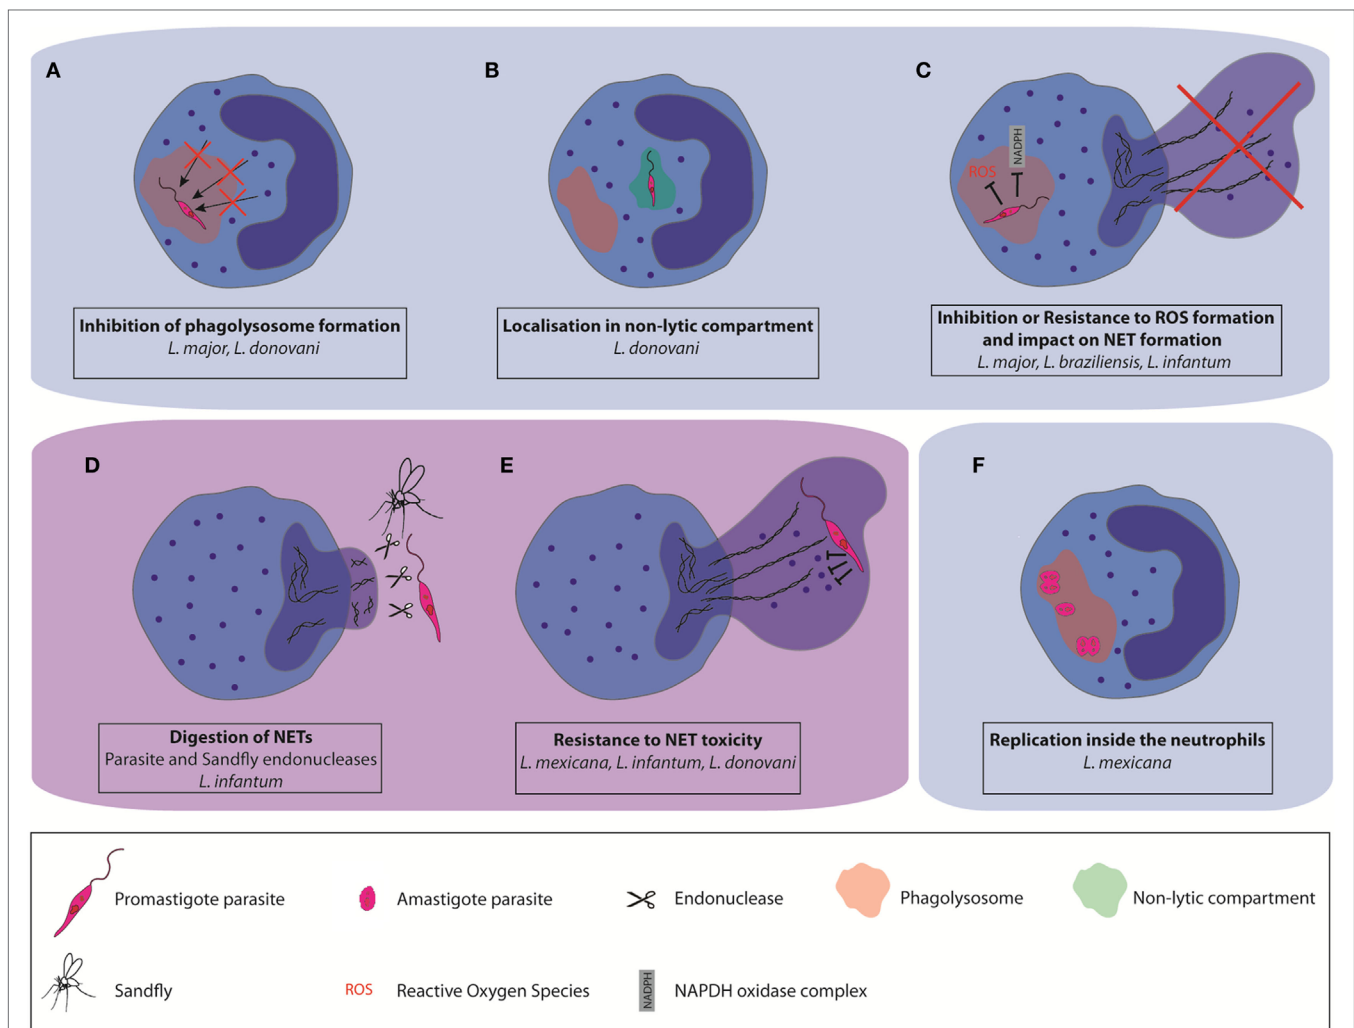 A
B
C
ROS
NADPH
Inhibition of phagolysosome formation
L. major, L. donovani
Localisation in non-lytic compartment
L. donovani
Inhibition or Resistance to ROS formation
and impact on NET formation
L. major, L. braziliensis, L. infantum
D
E
F
Digestion of NETs
Parasite and Sandfly endonucleases
L. infantum
Resistance to NET toxicity
L. mexicana, L. infantum, L. donovani
Replication inside the neutrophils
L. mexicana
Promastigote parasite
Amastigote parasite
Endonuclease
Phagolysosome
Non-lytic compartment
Sandfly
ROS
Reactive Oxygen Species
NADPH
NAPDH oxidase complex